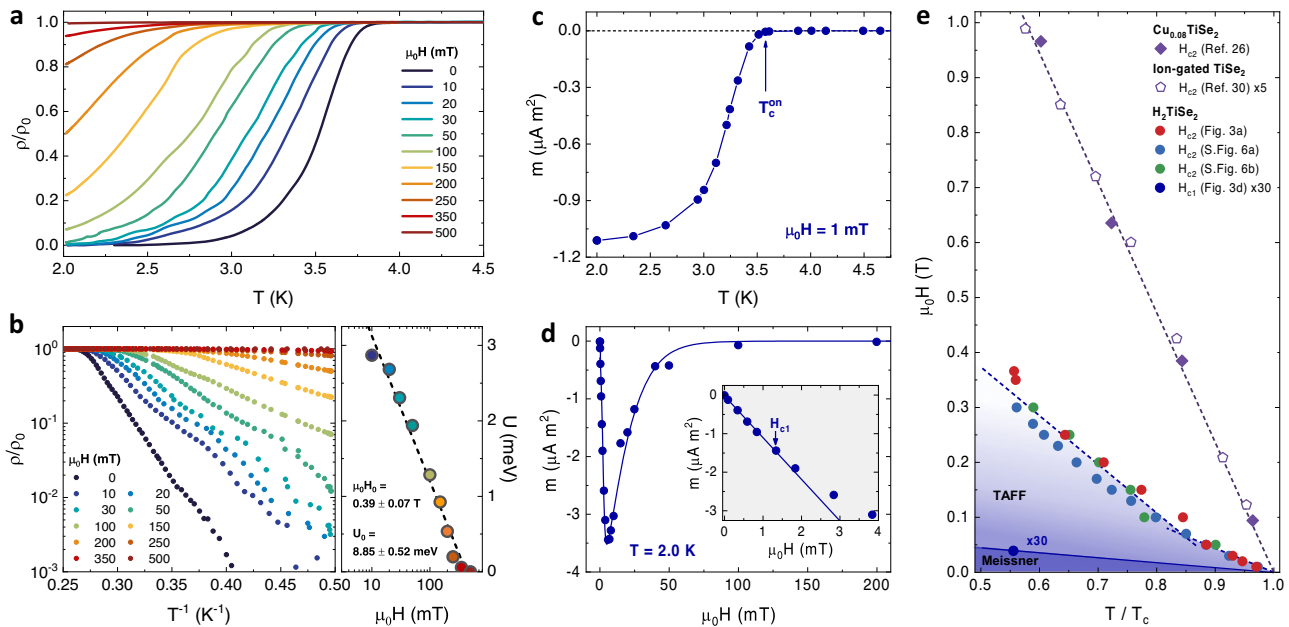 a
μ₀H (mT)
0
10
20
30
50
100
150
200
250
350
500
ρ/ρ₀
1.0
0.8
0.6
0.4
0.2
0.0
2.0 2.5 3.0 3.5 4.0 4.5
T (K)
b
ρ/ρ₀
10⁰
10⁻¹
10⁻²
10⁻³
μ₀H (mT)
0
10 20
30 50
100 150
200 250
350 500
0.25 0.30 0.35 0.40 0.45 0.50
T⁻¹ (K⁻¹)
μ₀H₀ =
0.39 ± 0.07 T
U₀ =
8.85 ± 0.52 meV
3
2
1
0
U (meV)
10 100
μ₀H (mT)
c
m (μA m²)
0.0
-0.3
-0.6
-0.9
-1.2
T_c^on
μ₀H = 1 mT
2.0 2.5 3.0 3.5 4.0 4.5
T (K)
d
m (μA m²)
0
-1
-2
-3
-4
T = 2.0 K
0 50 100 150 200
μ₀H (mT)
m (μA m²)
0
-1
-2
-3
H_c1
0 1 2 3 4
μ₀H (mT)
e
μ₀H (T)
1.0
0.9
0.8
0.7
0.6
0.5
0.4
0.3
0.2
0.1
0.0
Cu₀.₀₈TiSe₂
H_c2 (Ref. 26)
Ion-gated TiSe₂
H_c2 (Ref. 30) x5
H₂TiSe₂
H_c2 (Fig. 3a)
H_c2 (S.Fig. 6a)
H_c2 (S.Fig. 6b)
H_c1 (Fig. 3d) x30
TAFF
x30
Meissner
0.5 0.6 0.7 0.8 0.9 1.0
T / T_c